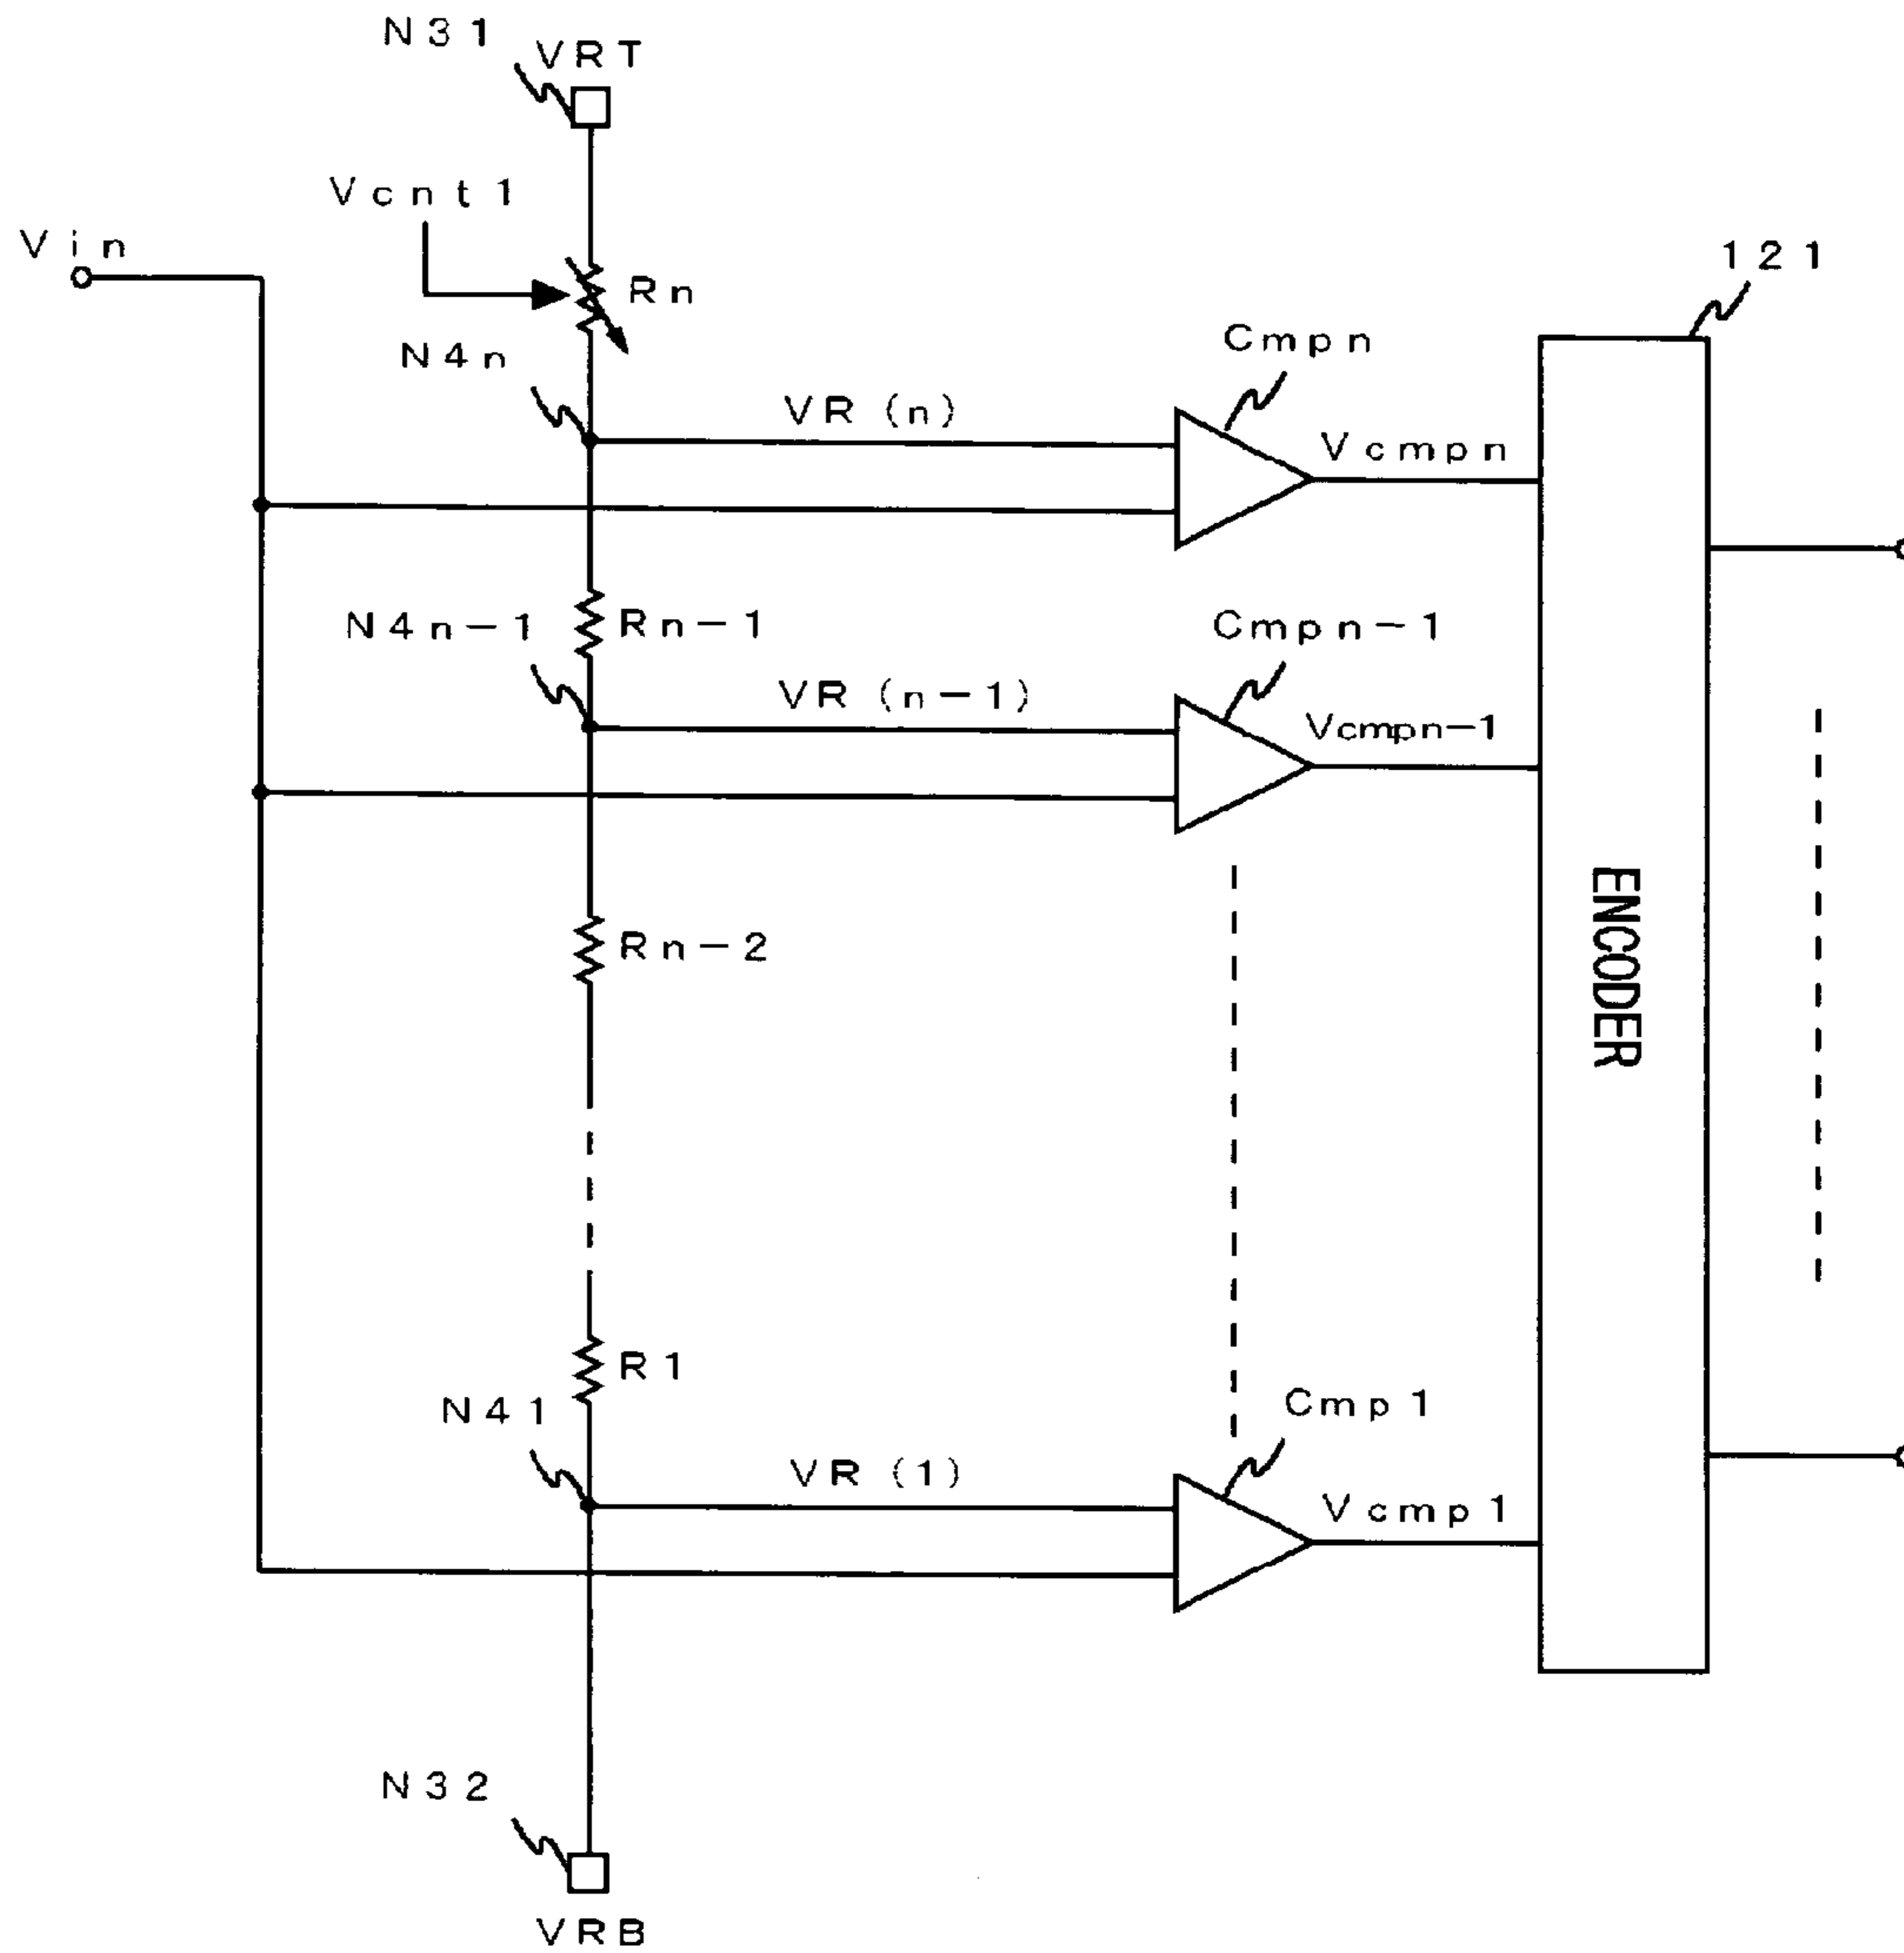 N31
VRT
Vcnt1
Vin
121
Rn
Cmpn
N4n
VR(n)
Vcmpn
N4n-1
Rn-1
Cmpn-1
VR(n-1)
Vcmpn-1
ENCODER
Rn-2
R1
N41
Cmp1
VR(1)
Vcmp1
N32
VRB